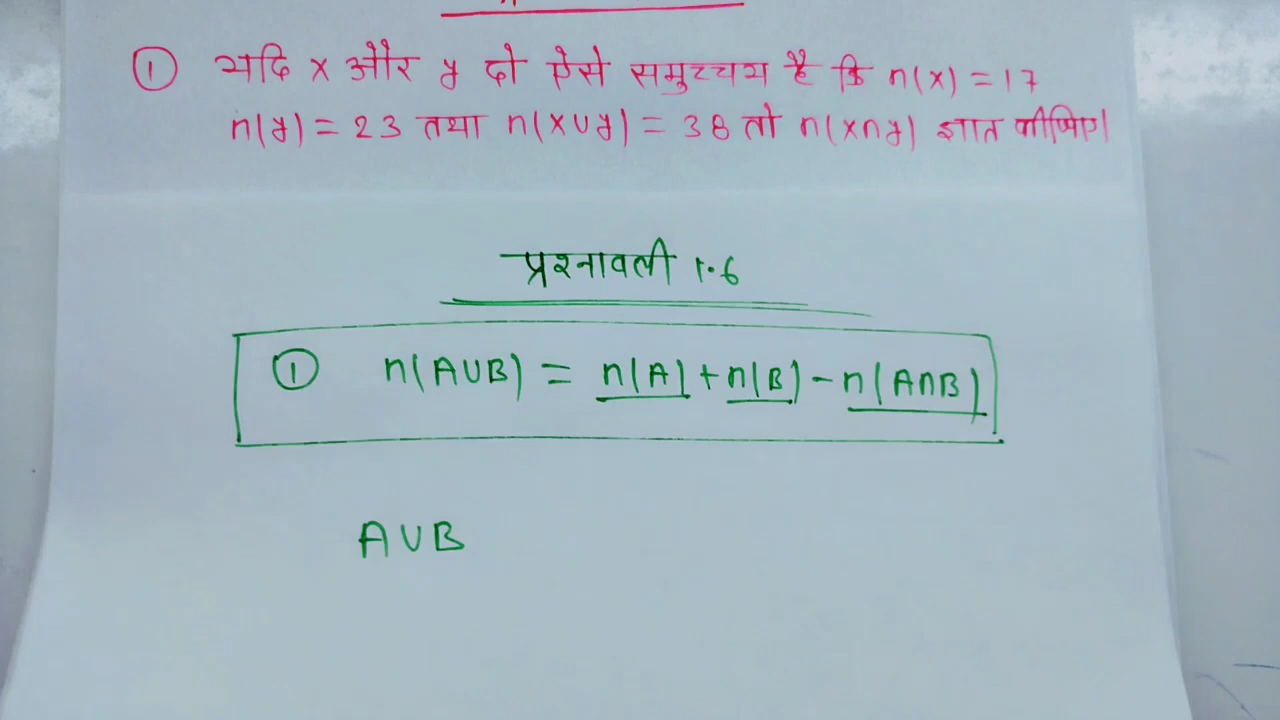 ① यदि x और y दो ऐसे समुच्चय है कि n(x) = 17
n(y) = 23 तथा n(x∪y) = 38 तो n(x∩y) ज्ञात कीजिए।
प्रश्नावली 1.6
① n(A∪B) = n(A) + n(B) - n(A∩B)
A∪B